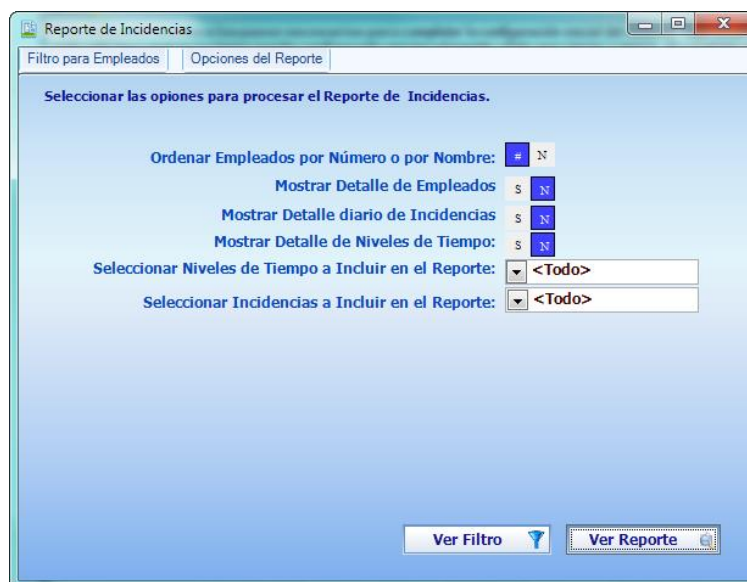 Reporte de Incidencias
Filtro para Empleados Opciones del Reporte
Seleccionar las opiones para procesar el Reporte de Incidencias.
Ordenar Empleados por Número o por Nombre: # N
Mostrar Detalle de Empleados S N
Mostrar Detalle diario de Incidencias S N
Mostrar Detalle de Niveles de Tiempo: S N
Seleccionar Niveles de Tiempo a Incluir en el Reporte: <Todo>
Seleccionar Incidencias a Incluir en el Reporte: <Todo>
Ver Filtro Ver Reporte